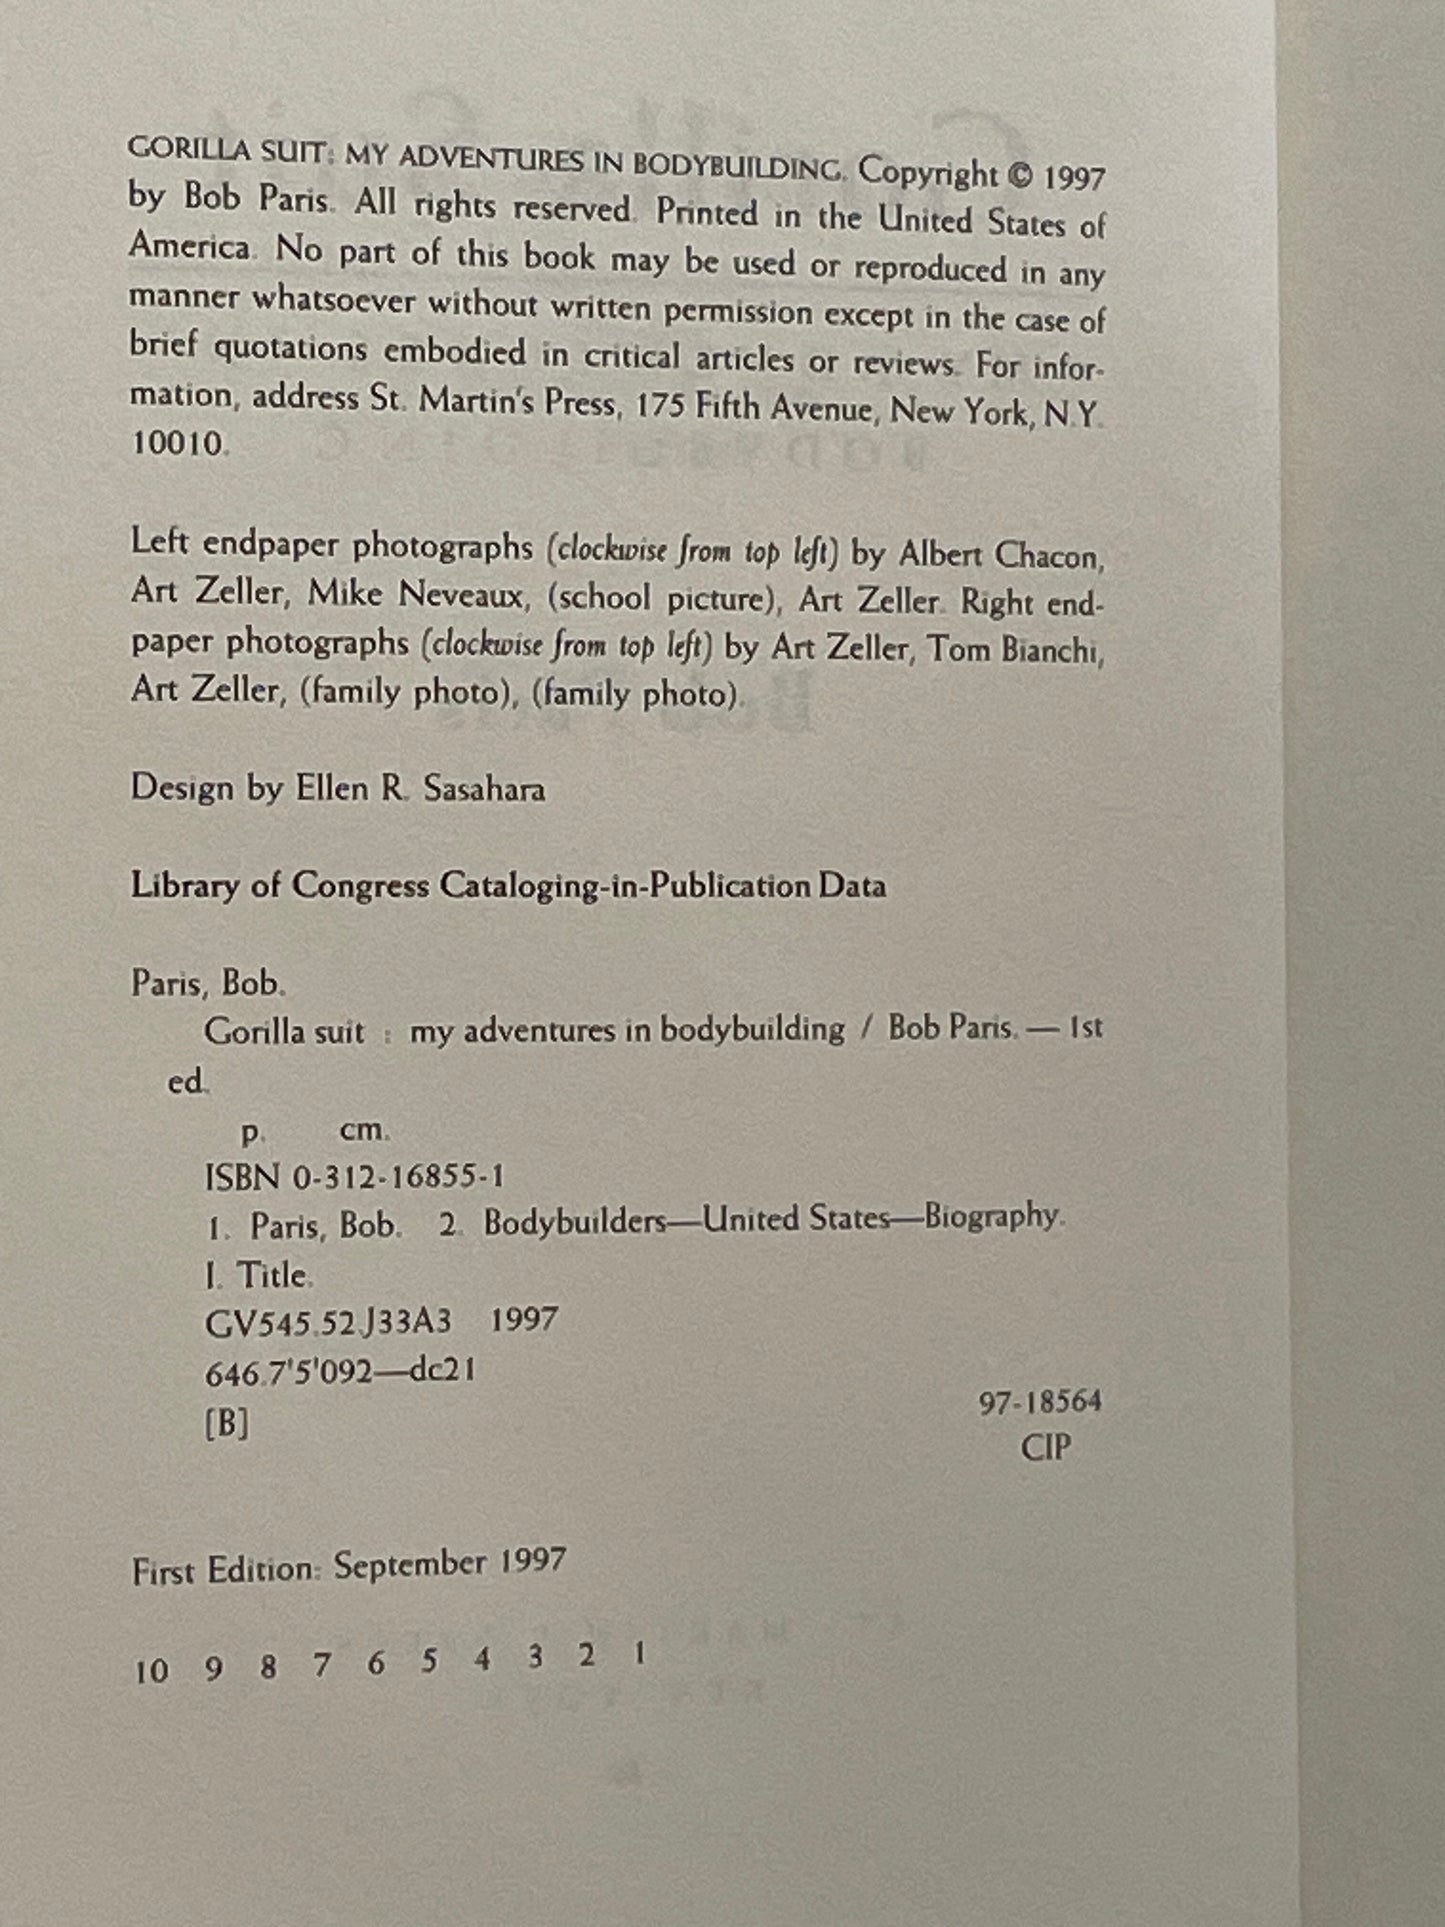 GORILLA SUIT: MY ADVENTURES IN BODYBUILDING. Copyright © 1997
by Bob Paris. All rights reserved. Printed in the United States of
America. No part of this book may be used or reproduced in any
manner whatsoever without written permission except in the case of
brief quotations embodied in critical articles or reviews. For infor-
mation, address St. Martin's Press, 175 Fifth Avenue, New York, N.Y.
10010.
Left endpaper photographs (clockwise from top left) by Albert Chacon,
Art Zeller, Mike Neveaux, (school picture), Art Zeller. Right end-
paper photographs (clockwise from top left) by Art Zeller, Tom Bianchi,
Art Zeller, (family photo), (family photo).
Design by Ellen R. Sasahara
Library of Congress Cataloging-in-Publication Data
Paris, Bob.
Gorilla suit : my adventures in bodybuilding / Bob Paris. — 1st
ed.
p. cm.
ISBN 0-312-16855-1
1. Paris, Bob. 2. Bodybuilders—United States—Biography.
I. Title.
GV545.52.J33A3 1997
646.7'5'092—dc21
[B]
97-18564
CIP
First Edition: September 1997
10 9 8 7 6 5 4 3 2 1